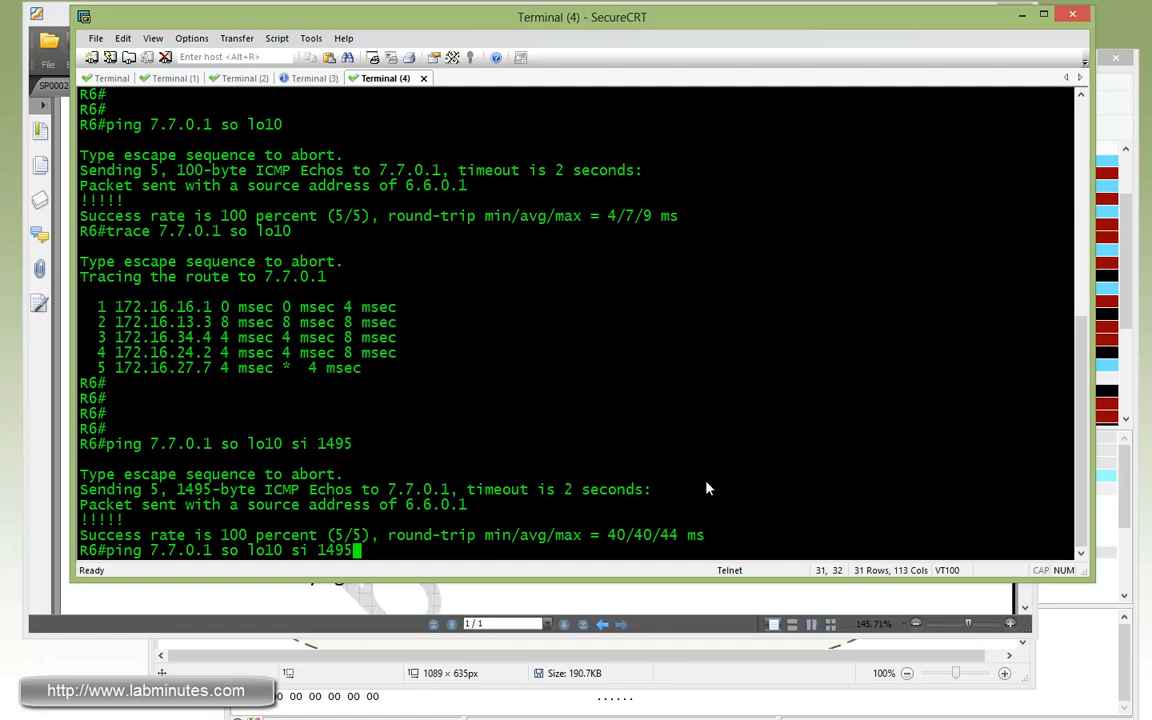 Terminal (4) - SecureCRT
File Edit View Options Transfer Script Tools Help
Enter host <Alt+R>
File
Terminal Terminal (1) Terminal (2) Terminal (3) Terminal (4)
SP0002
R6#
R6#
R6#ping 7.7.0.1 so lo10
Type escape sequence to abort.
Sending 5, 100-byte ICMP Echos to 7.7.0.1, timeout is 2 seconds:
Packet sent with a source address of 6.6.0.1
!!!!!
Success rate is 100 percent (5/5), round-trip min/avg/max = 4/7/9 ms
R6#trace 7.7.0.1 so lo10
Type escape sequence to abort.
Tracing the route to 7.7.0.1
1 172.16.16.1 0 msec 0 msec 4 msec
2 172.16.13.3 8 msec 8 msec 8 msec
3 172.16.34.4 4 msec 4 msec 8 msec
4 172.16.24.2 4 msec 4 msec 8 msec
5 172.16.27.7 4 msec * 4 msec
R6#
R6#
R6#
R6#
R6#ping 7.7.0.1 so lo10 si 1495
Type escape sequence to abort.
Sending 5, 1495-byte ICMP Echos to 7.7.0.1, timeout is 2 seconds:
Packet sent with a source address of 6.6.0.1
!!!!!
Success rate is 100 percent (5/5), round-trip min/avg/max = 40/40/44 ms
R6#ping 7.7.0.1 so lo10 si 1495
Ready Telnet 31, 32 31 Rows, 113 Cols VT100 CAP NUM
1 / 1 145.71%
1089 × 635px Size: 190.7KB 100%
http://www.labminutes.com
00 00 00 00 00 ......